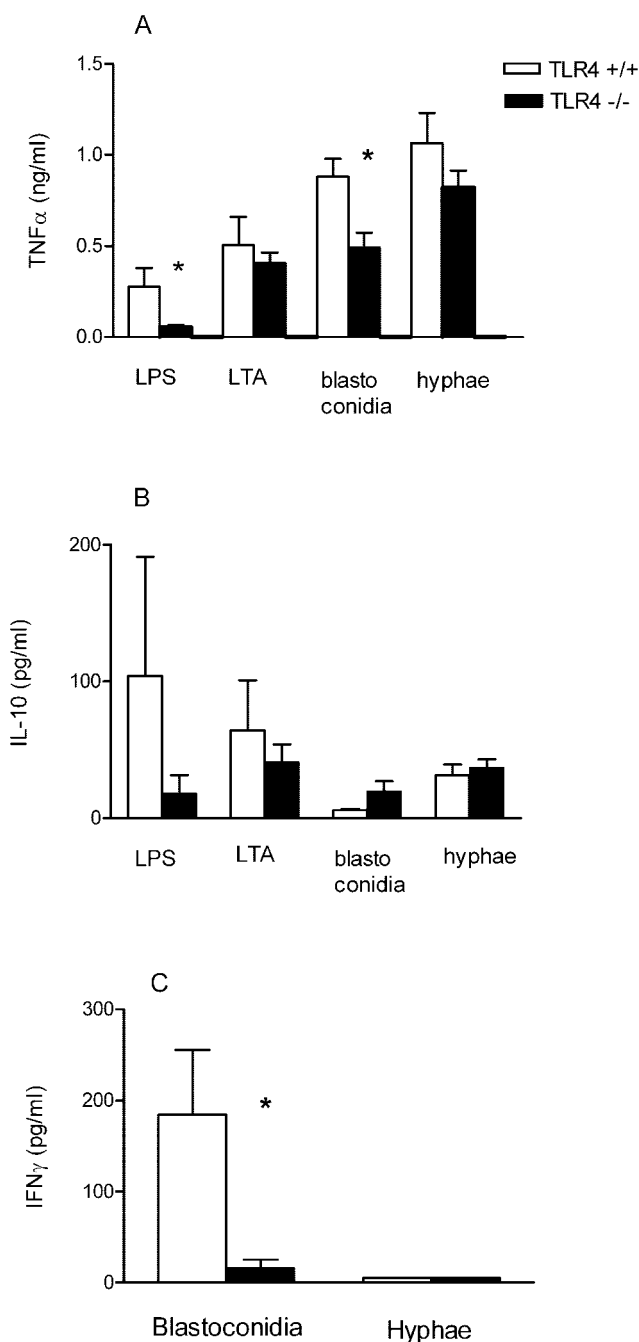 A
TLR4 +/+
TLR4 -/-
TNFα (ng/ml)
1.5
1.0
0.5
0.0
*
*
LPS
LTA
blasto
conidia
hyphae
B
IL-10 (pg/ml)
200
100
0
LPS
LTA
blasto
conidia
hyphae
C
IFNγ (pg/ml)
300
200
100
0
*
Blastoconidia
Hyphae